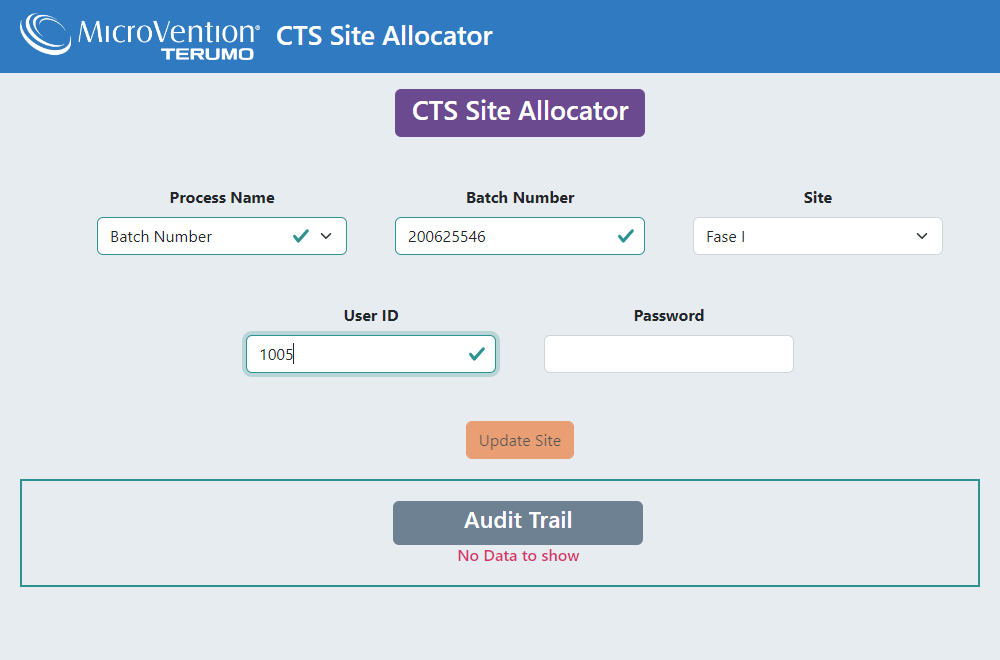 MicroVention® CTS Site Allocator
TERUMO
CTS Site Allocator
Process Name Batch Number Site
Batch Number 200625546 Fase I
User ID Password
1005
Update Site
Audit Trail
No Data to show